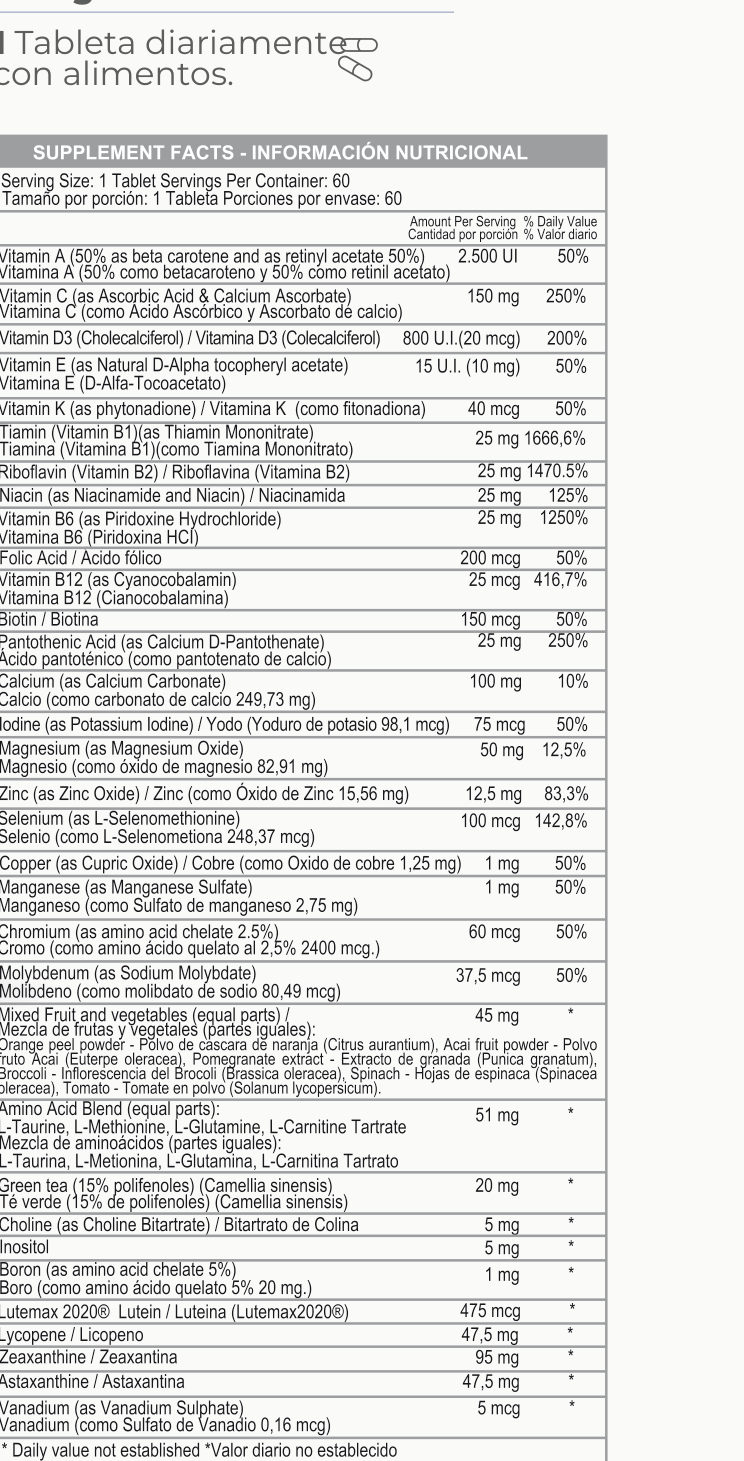 Tableta diariamente
con alimentos.
SUPPLEMENT FACTS - INFORMACIÓN NUTRICIONAL
Serving Size: 1 Tablet Servings Per Container: 60
Tamaño por porción: 1 Tableta Porciones por envase: 60
Amount Per Serving % Daily Value
Cantidad por porción % Valor diario
Vitamin A (50% as beta carotene and as retinyl acetate 50%) 2.500 UI 50%
Vitamina A (50% como betacaroteno y 50% como retinil acetato)
Vitamin C (as Ascorbic Acid & Calcium Ascorbate) 150 mg 250%
Vitamina C (como Ácido Ascórbico y Ascorbato de calcio)
Vitamin D3 (Cholecalciferol) / Vitamina D3 (Colecalciferol) 800 U.I.(20 mcg) 200%
Vitamin E (as Natural D-Alpha tocopheryl acetate) 15 U.I. (10 mg) 50%
Vitamina E (D-Alfa-Tocoacetato)
Vitamin K (as phytonadione) / Vitamina K (como fitonadiona) 40 mcg 50%
Tiamin (Vitamin B1)(as Thiamin Mononitrate) 25 mg 1666,6%
Tiamina (Vitamina B1)(como Tiamina Mononitrato)
Riboflavin (Vitamin B2) / Riboflavina (Vitamina B2) 25 mg 1470.5%
Niacin (as Niacinamide and Niacin) / Niacinamida 25 mg 125%
Vitamin B6 (as Piridoxine Hydrochloride) 25 mg 1250%
Vitamina B6 (Piridoxina HCl)
Folic Acid / Acido fólico 200 mcg 50%
Vitamin B12 (as Cyanocobalamin) 25 mcg 416,7%
Vitamina B12 (Cianocobalamina)
Biotin / Biotina 150 mcg 50%
Pantothenic Acid (as Calcium D-Pantothenate) 25 mg 250%
Ácido pantoténico (como pantotenato de calcio)
Calcium (as Calcium Carbonate) 100 mg 10%
Calcio (como carbonato de calcio 249,73 mg)
Iodine (as Potassium Iodine) / Yodo (Yoduro de potasio 98,1 mcg) 75 mcg 50%
Magnesium (as Magnesium Oxide) 50 mg 12,5%
Magnesio (como óxido de magnesio 82,91 mg)
Zinc (as Zinc Oxide) / Zinc (como Óxido de Zinc 15,56 mg) 12,5 mg 83,3%
Selenium (as L-Selenomethionine) 100 mcg 142,8%
Selenio (como L-Selenometiona 248,37 mcg)
Copper (as Cupric Oxide) / Cobre (como Oxido de cobre 1,25 mg) 1 mg 50%
Manganese (as Manganese Sulfate) 1 mg 50%
Manganeso (como Sulfato de manganeso 2,75 mg)
Chromium (as amino acid chelate 2.5%) 60 mcg 50%
Cromo (como amino ácido quelato al 2,5% 2400 mcg.)
Molybdenum (as Sodium Molybdate) 37,5 mcg 50%
Molibdeno (como molibdato de sodio 80,49 mcg)
Mixed Fruit and vegetables (equal parts) / 45 mg *
Mezcla de frutas y vegetales (partes iguales):
Orange peel powder - Polvo de cascara de naranja (Citrus aurantium), Acai fruit powder - Polvo
fruto Acai (Euterpe oleracea), Pomegranate extract - Extracto de granada (Punica granatum),
Broccoli - Inflorescencia del Brocoli (Brassica oleracea), Spinach - Hojas de espinaca (Spinacea
oleracea), Tomato - Tomate en polvo (Solanum lycopersicum).
Amino Acid Blend (equal parts): 51 mg *
L-Taurine, L-Methionine, L-Glutamine, L-Carnitine Tartrate
Mezcla de aminoácidos (partes iguales):
L-Taurina, L-Metionina, L-Glutamina, L-Carnitina Tartrato
Green tea (15% polifenoles) (Camellia sinensis) 20 mg *
Té verde (15% de polifenoles) (Camellia sinensis)
Choline (as Choline Bitartrate) / Bitartrato de Colina 5 mg *
Inositol 5 mg *
Boron (as amino acid chelate 5%) 1 mg *
Boro (como amino ácido quelato 5% 20 mg.)
Lutemax 2020® Lutein / Luteina (Lutemax2020®) 475 mcg *
Lycopene / Licopeno 47,5 mg *
Zeaxanthine / Zeaxantina 95 mg *
Astaxanthine / Astaxantina 47,5 mg *
Vanadium (as Vanadium Sulphate) 5 mcg *
Vanadium (como Sulfato de Vanadio 0,16 mcg)
* Daily value not established *Valor diario no establecido